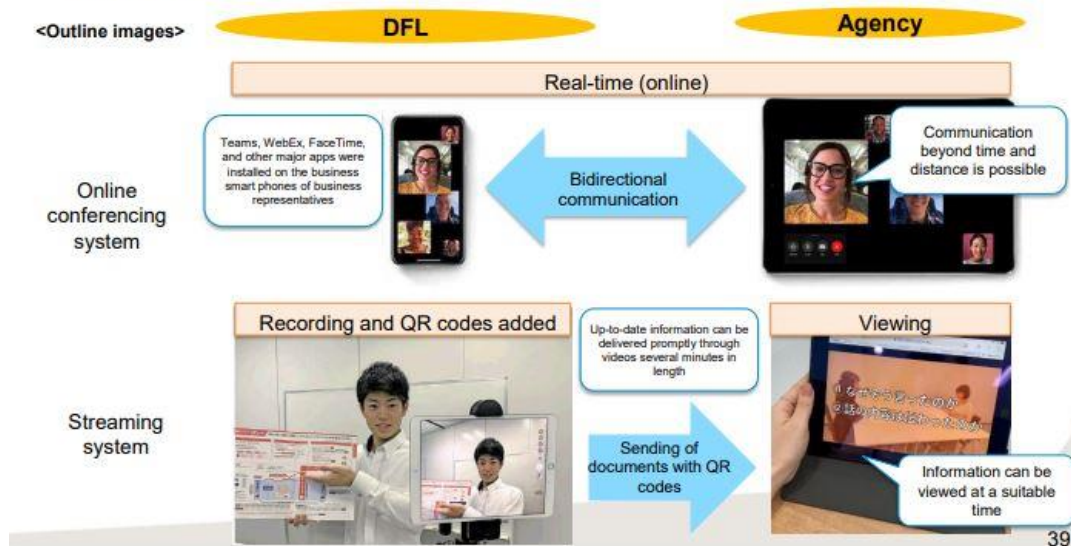 <Outline images>
DFL
Agency
Real-time (online)
Online
conferencing
system
Teams, WebEx, FaceTime,
and other major apps were
installed on the business
smart phones of business
representatives
Bidirectional
communication
Communication
beyond time and
distance is possible
Streaming
system
Recording and QR codes added
Up-to-date information can be
delivered promptly through
videos several minutes in
length
Sending of
documents with QR
codes
Viewing
Information can be
viewed at a suitable
time
39